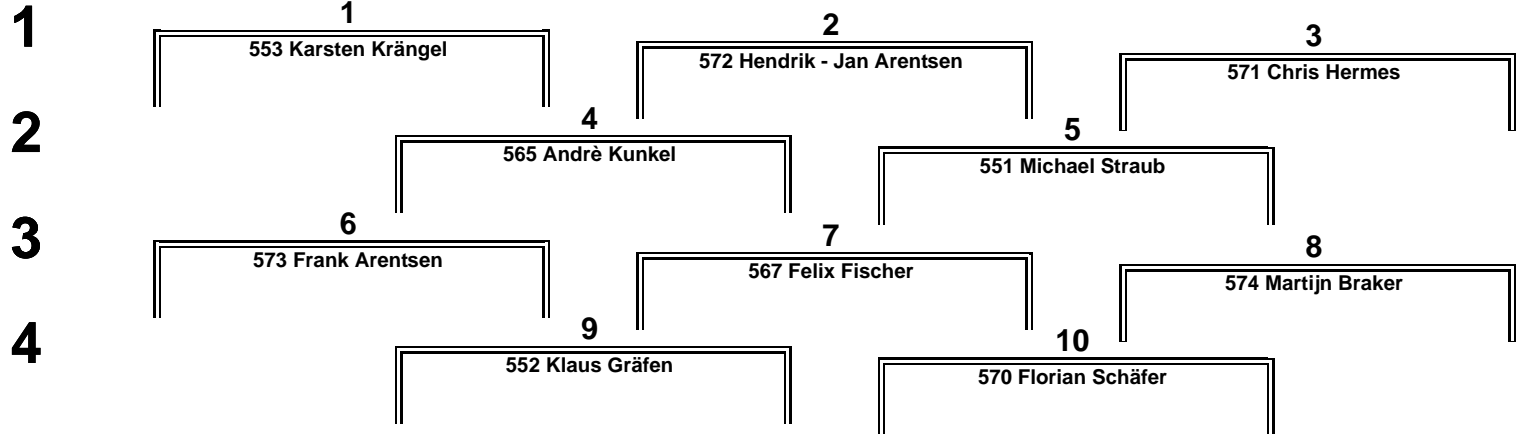 1
1
553 Karsten Krängel
2
572 Hendrik - Jan Arentsen
3
571 Chris Hermes
2
4
565 Andrè Kunkel
5
551 Michael Straub
3
6
573 Frank Arentsen
7
567 Felix Fischer
8
574 Martijn Braker
4
9
552 Klaus Gräfen
10
570 Florian Schäfer